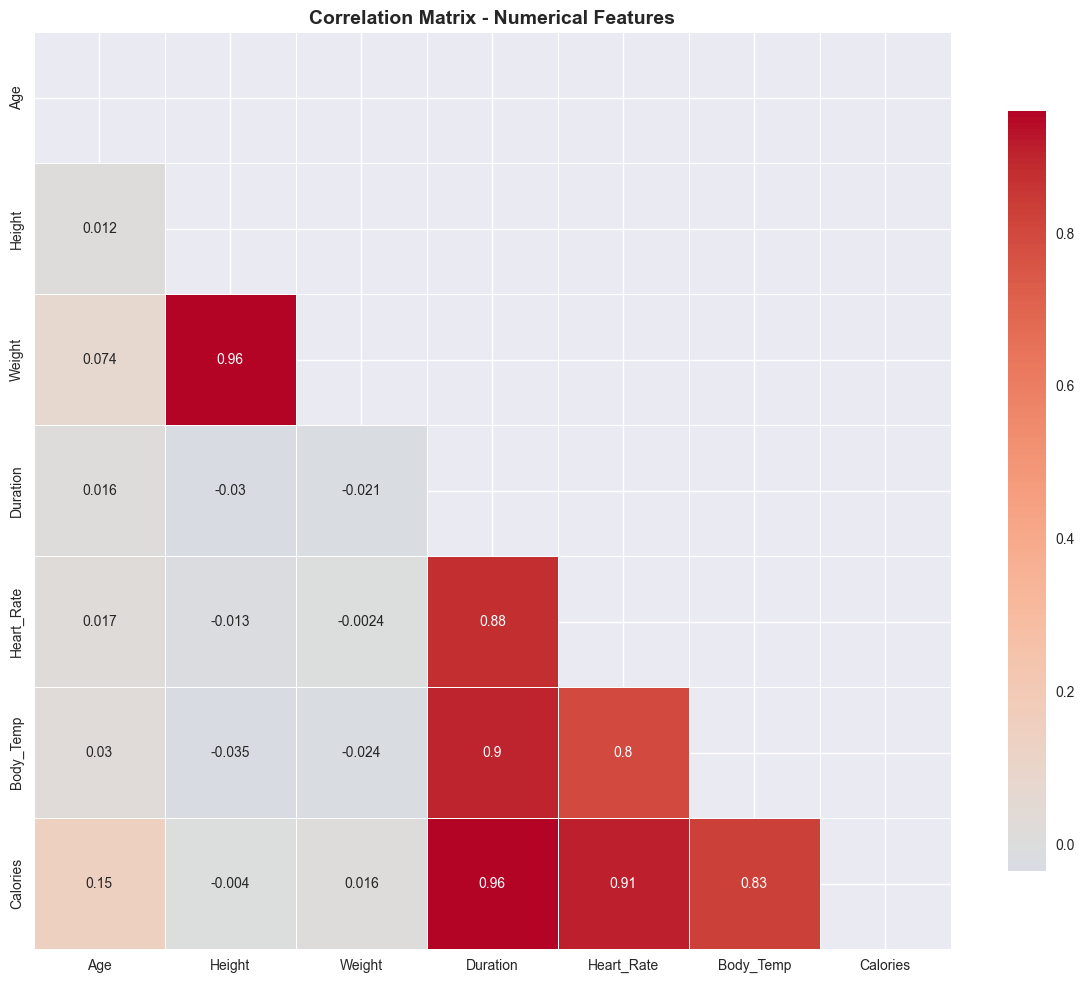 Correlation Matrix - Numerical Features
Age
Height
0.012
0.8
Weight
0.074 0.96
0.6
Duration
0.016 -0.03 -0.021
0.4
Heart_Rate
0.017 -0.013 -0.0024 0.88
0.2
Body_Temp
0.03 -0.035 -0.024 0.9 0.8
0.0
Calories
0.15 -0.004 0.016 0.96 0.91 0.83
Age Height Weight Duration Heart_Rate Body_Temp Calories